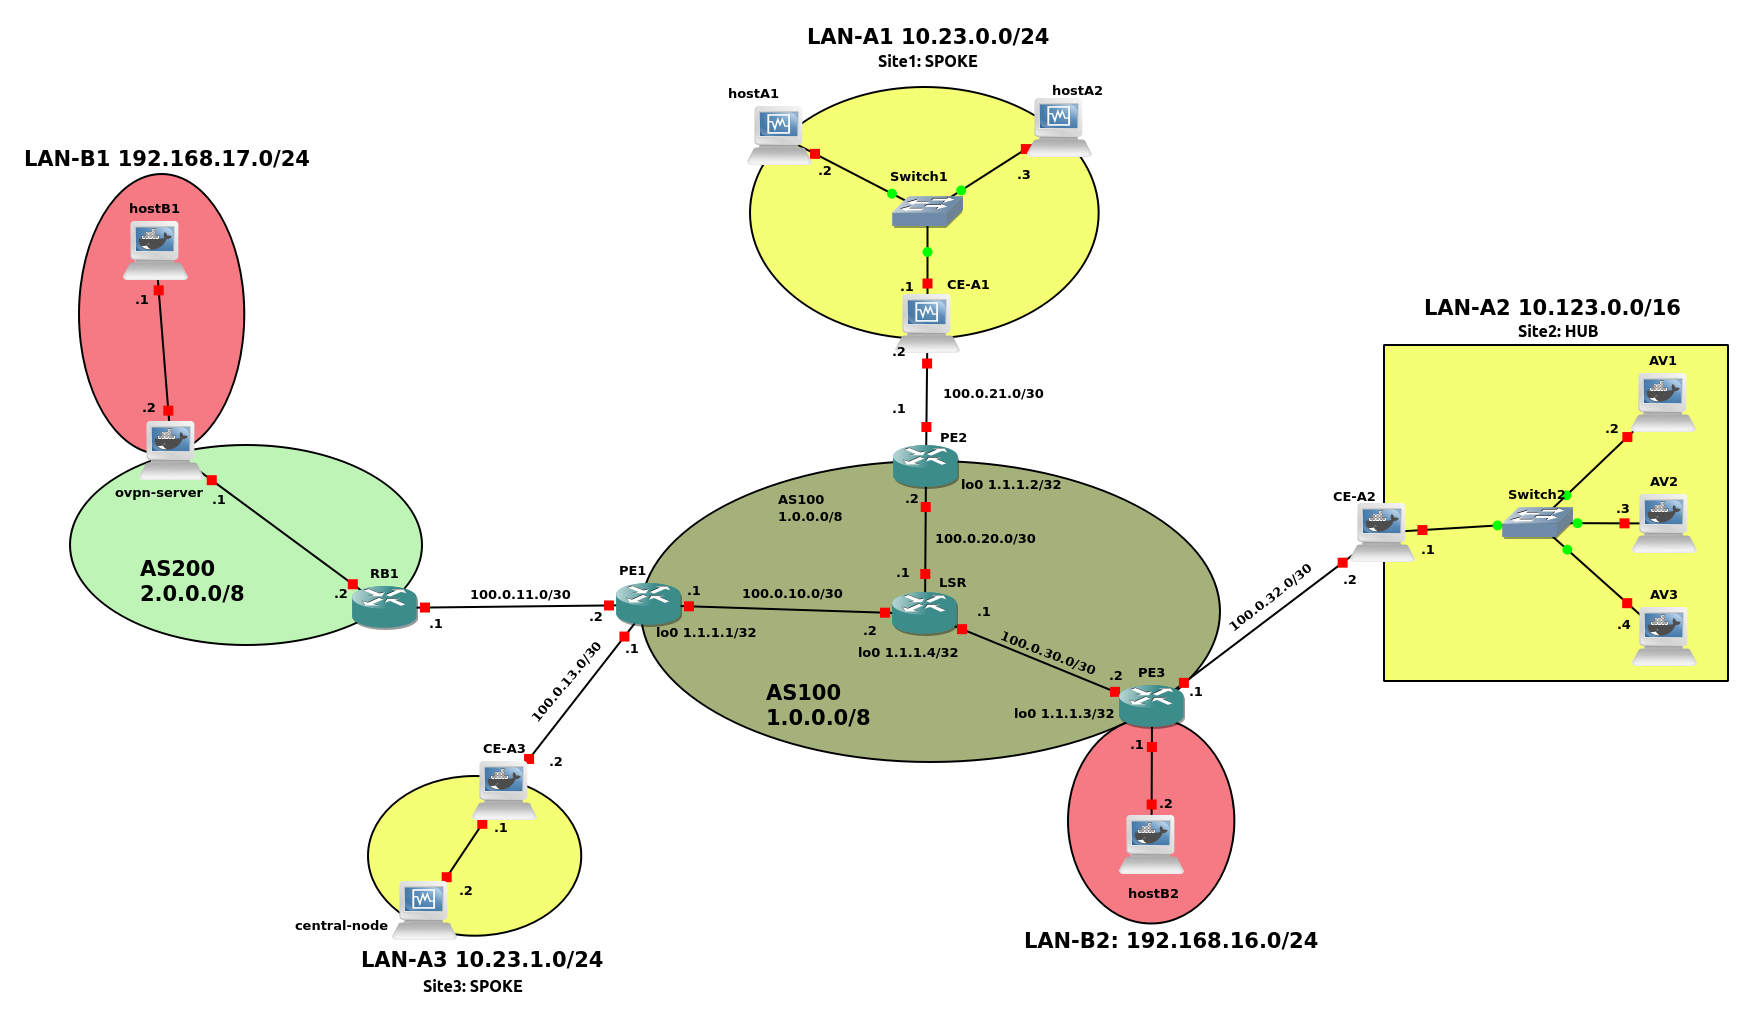 LAN-A1 10.23.0.0/24
Site1: SPOKE
hostA1
hostA2
.2
.3
Switch1
.1
CE-A1
.2
100.0.21.0/30
.1
PE2
lo0 1.1.1.2/32
.2
LAN-B1 192.168.17.0/24
hostB1
.1
.2
ovpn-server
.1
AS200
2.0.0.0/8
RB1
.2
.1
100.0.11.0/30
.2
PE1
.1
lo0 1.1.1.1/32
.1
100.0.13.0/30
100.0.10.0/30
AS100
1.0.0.0/8
100.0.20.0/30
.1
LSR
.1
.2
lo0 1.1.1.4/32
100.0.30.0/30
AS100
1.0.0.0/8
.2
PE3
.1
lo0 1.1.1.3/32
.1
.2
hostB2
LAN-B2: 192.168.16.0/24
100.0.32.0/30
LAN-A2 10.123.0.0/16
Site2: HUB
AV1
.2
CE-A2
Switch2
AV2
.3
.1
.2
AV3
.4
CE-A3
.2
.1
.2
central-node
LAN-A3 10.23.1.0/24
Site3: SPOKE